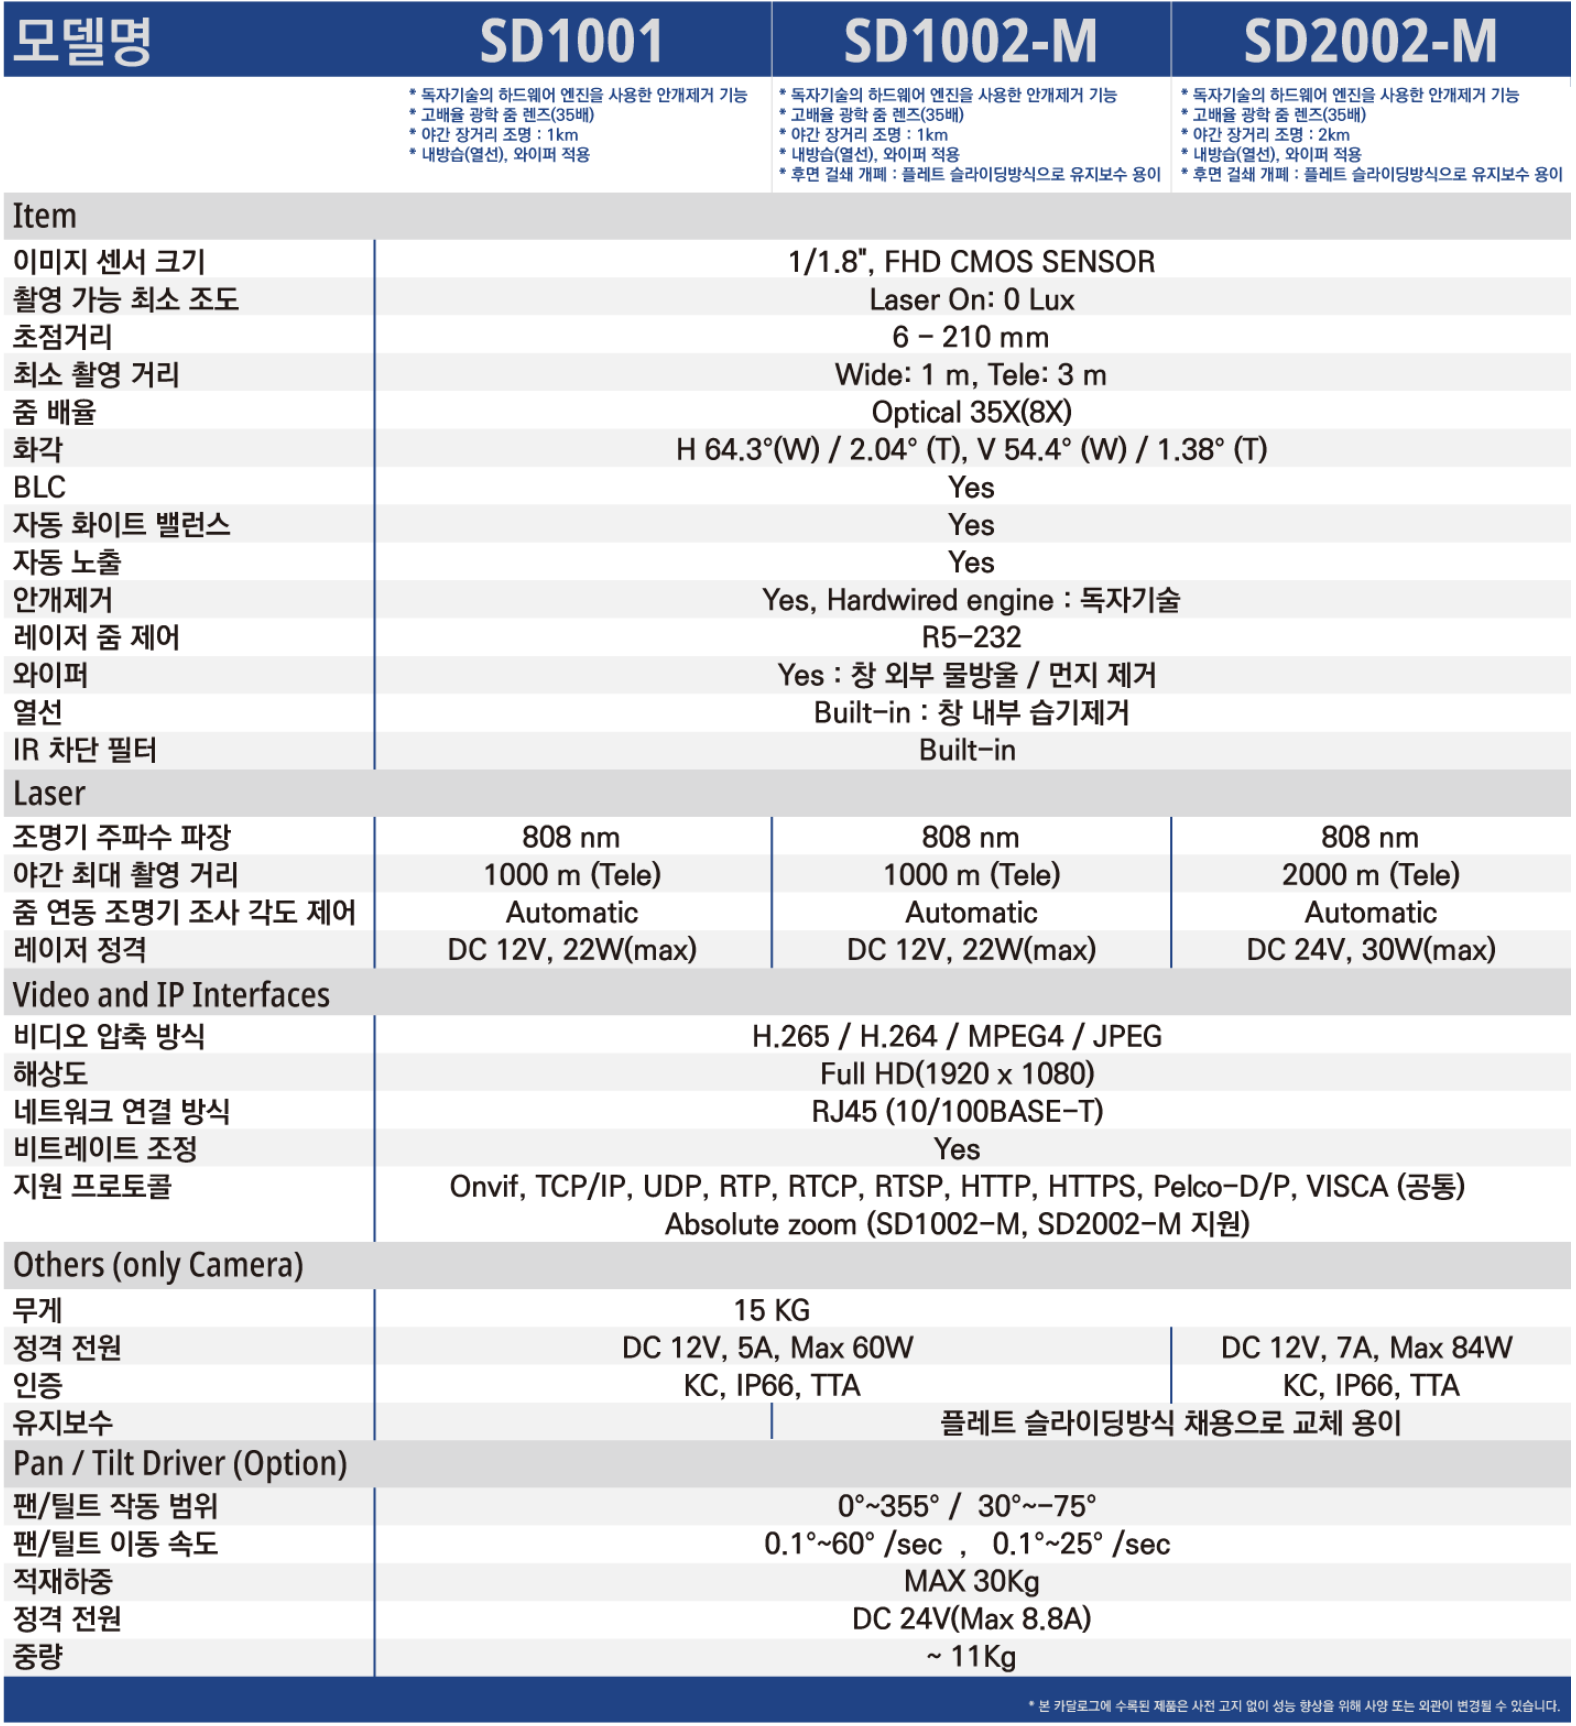 모델명 SD1001 SD1002-M SD2002-M
* 독자기술의 하드웨어 엔진을 사용한 안개제거 기능 * 독자기술의 하드웨어 엔진을 사용한 안개제거 기능 * 독자기술의 하드웨어 엔진을 사용한 안개제거 기능
* 고배율 광학 줌 렌즈(35배) * 고배율 광학 줌 렌즈(35배) * 고배율 광학 줌 렌즈(35배)
* 야간 장거리 조명 : 1km * 야간 장거리 조명 : 1km * 야간 장거리 조명 : 2km
* 내방습(열선), 와이퍼 적용 * 내방습(열선), 와이퍼 적용 * 내방습(열선), 와이퍼 적용
* 후면 걸쇄 개폐 : 플레트 슬라이딩방식으로 유지보수 용이 * 후면 걸쇄 개폐 : 플레트 슬라이딩방식으로 유지보수 용이
Item
이미지 센서 크기 1/1.8", FHD CMOS SENSOR
촬영 가능 최소 조도 Laser On: 0 Lux
초점거리 6 – 210 mm
최소 촬영 거리 Wide: 1 m, Tele: 3 m
줌 배율 Optical 35X(8X)
화각 H 64.3°(W) / 2.04° (T), V 54.4° (W) / 1.38° (T)
BLC Yes
자동 화이트 밸런스 Yes
자동 노출 Yes
안개제거 Yes, Hardwired engine : 독자기술
레이저 줌 제어 R5-232
와이퍼 Yes : 창 외부 물방울 / 먼지 제거
열선 Built-in : 창 내부 습기제거
IR 차단 필터 Built-in
Laser
조명기 주파수 파장 808 nm 808 nm 808 nm
야간 최대 촬영 거리 1000 m (Tele) 1000 m (Tele) 2000 m (Tele)
줌 연동 조명기 조사 각도 제어 Automatic Automatic Automatic
레이저 정격 DC 12V, 22W(max) DC 12V, 22W(max) DC 24V, 30W(max)
Video and IP Interfaces
비디오 압축 방식 H.265 / H.264 / MPEG4 / JPEG
해상도 Full HD(1920 x 1080)
네트워크 연결 방식 RJ45 (10/100BASE-T)
비트레이트 조정 Yes
지원 프로토콜 Onvif, TCP/IP, UDP, RTP, RTCP, RTSP, HTTP, HTTPS, Pelco-D/P, VISCA (공통)
Absolute zoom (SD1002-M, SD2002-M 지원)
Others (only Camera)
무게 15 KG
정격 전원 DC 12V, 5A, Max 60W DC 12V, 7A, Max 84W
인증 KC, IP66, TTA KC, IP66, TTA
유지보수 플레트 슬라이딩방식 채용으로 교체 용이
Pan / Tilt Driver (Option)
팬/틸트 작동 범위 0°~355° / 30°~-75°
팬/틸트 이동 속도 0.1°~60° /sec , 0.1°~25° /sec
적재하중 MAX 30Kg
정격 전원 DC 24V(Max 8.8A)
중량 ~ 11Kg
* 본 카달로그에 수록된 제품은 사전 고지 없이 성능 향상을 위해 사양 또는 외관이 변경될 수 있습니다.